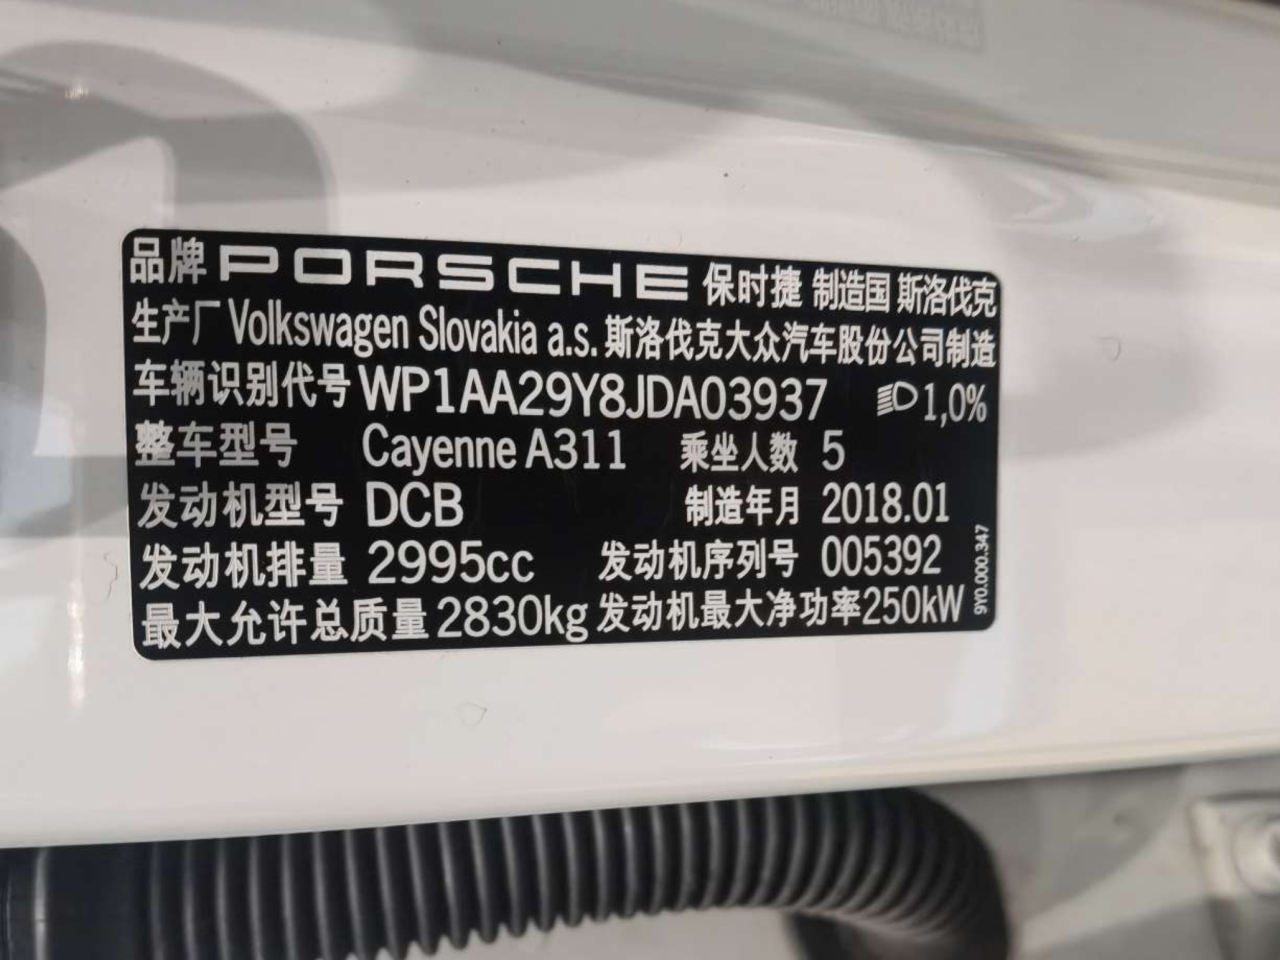 品牌 PORSCHE 保时捷 制造国 斯洛伐克
生产厂 Volkswagen Slovakia a.s. 斯洛伐克大众汽车股份公司制造
车辆识别代号 WP1AA29Y8JDA03937 1,0%
整车型号 Cayenne A311 乘坐人数 5
发动机型号 DCB 制造年月 2018.01
发动机排量 2995cc 发动机序列号 005392
最大允许总质量 2830kg 发动机最大净功率 250kW
9Y0.000.347